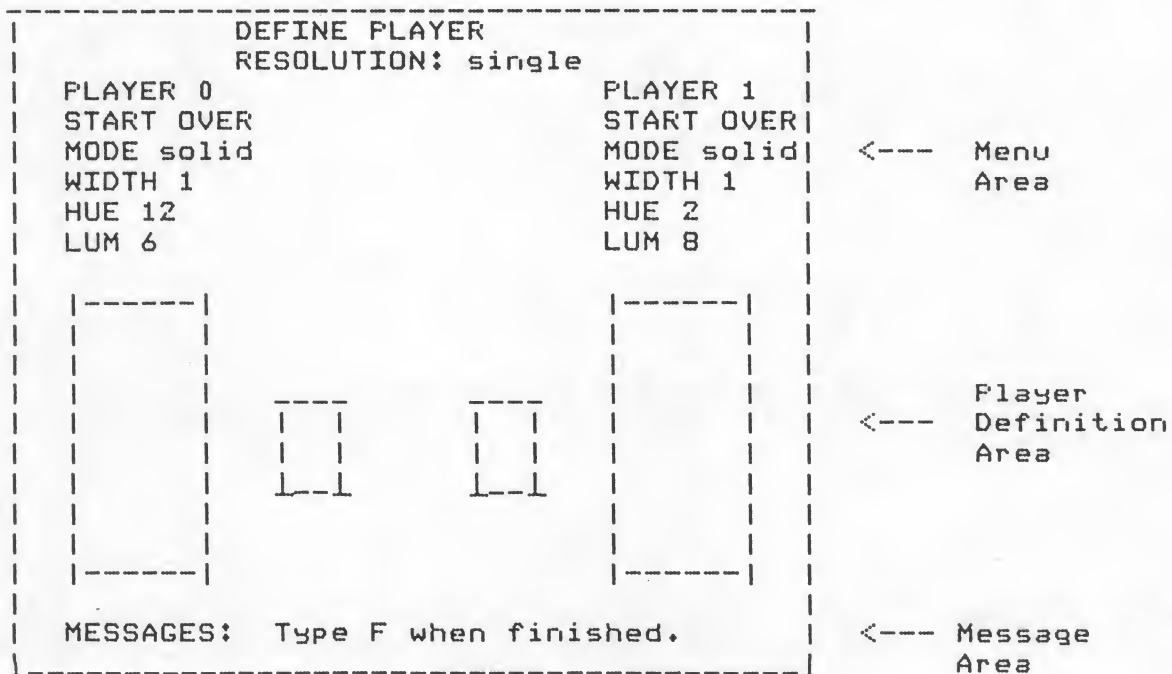 DEFINE PLAYER
RESOLUTION: single
PLAYER 0 PLAYER 1
START OVER START OVER
MODE solid MODE solid <--- Menu
WIDTH 1 WIDTH 1 Area
HUE 12 HUE 2
LUM 6 LUM 8
Player
<--- Definition
Area
MESSAGES: Type F when finished. <--- Message
Area